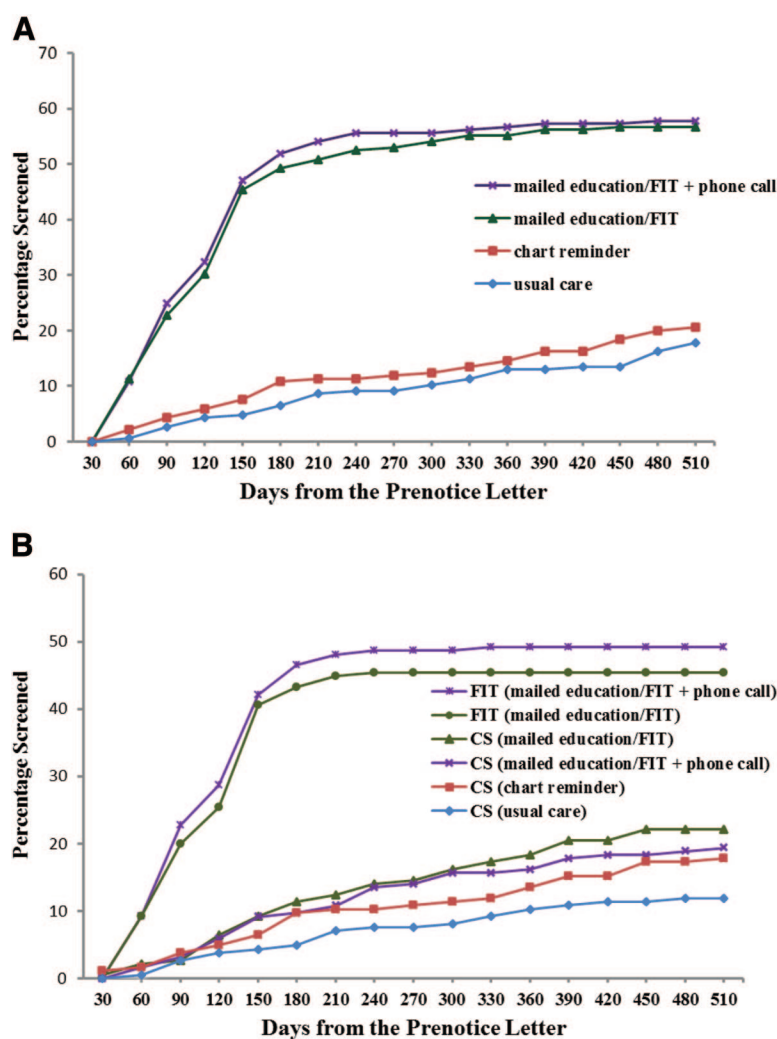 A
70
60
50
40
30
20
10
0
Percentage Screened
mailed education/FIT + phone call
mailed education/FIT
chart reminder
usual care
30 60 90 120 150 180 210 240 270 300 330 360 390 420 450 480 510
Days from the Prenotice Letter
B
60
50
40
30
20
10
0
Percentage Screened
FIT (mailed education/FIT + phone call)
FIT (mailed education/FIT)
CS (mailed education/FIT)
CS (mailed education/FIT + phone call)
CS (chart reminder)
CS (usual care)
30 60 90 120 150 180 210 240 270 300 330 360 390 420 450 480 510
Days from the Prenotice Letter